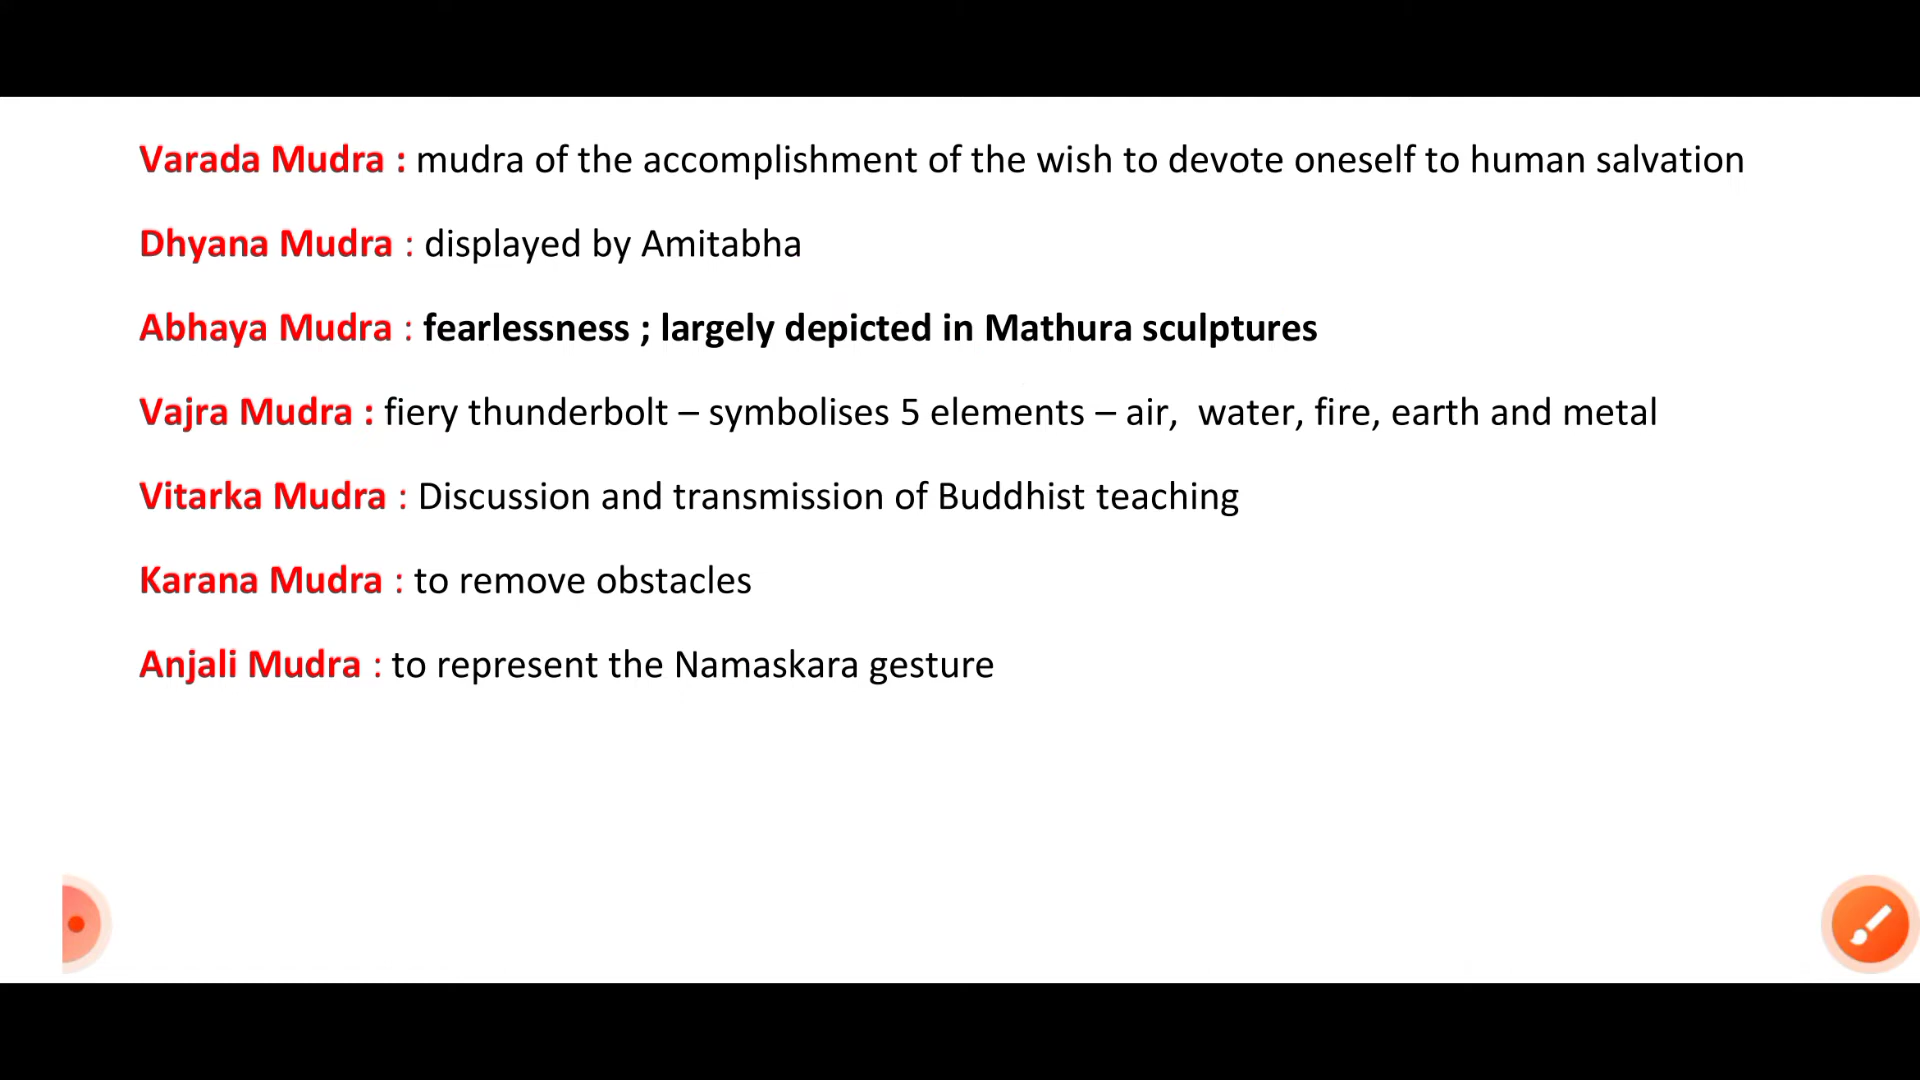 Varada Mudra : mudra of the accomplishment of the wish to devote oneself to human salvation
Dhyana Mudra : displayed by Amitabha
Abhaya Mudra : fearlessness ; largely depicted in Mathura sculptures
Vajra Mudra : fiery thunderbolt – symbolises 5 elements – air,  water, fire, earth and metal
Vitarka Mudra : Discussion and transmission of Buddhist teaching
Karana Mudra : to remove obstacles
Anjali Mudra : to represent the Namaskara gesture